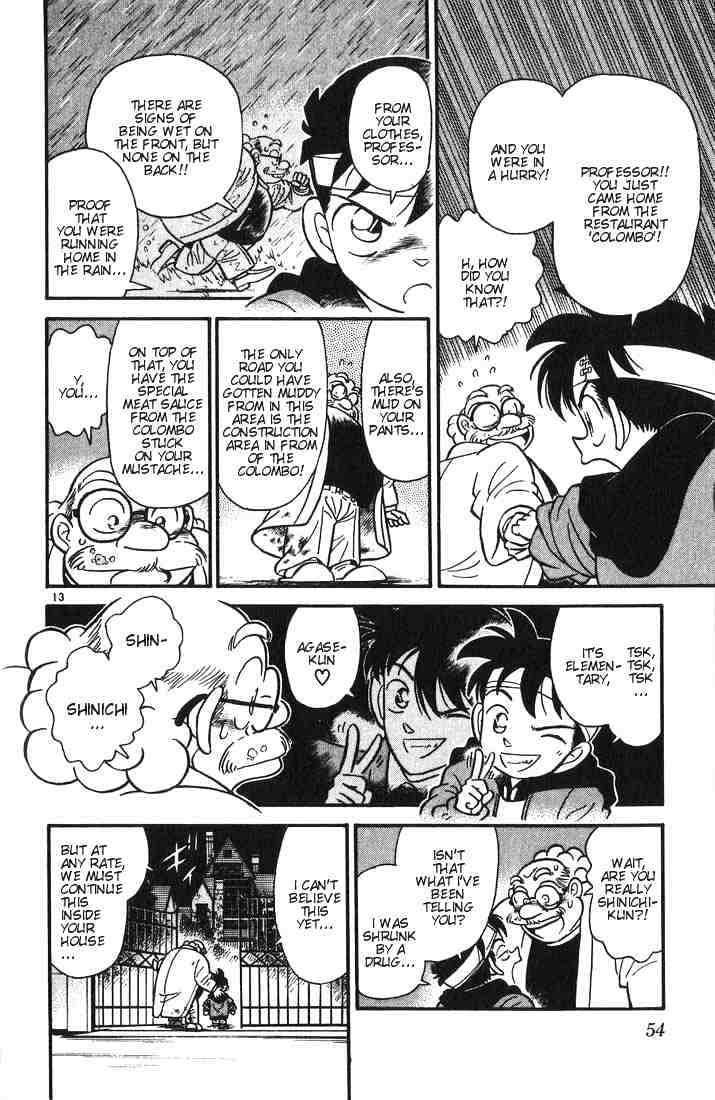 PROFESSOR!!
YOU JUST
CAME HOME
FROM THE
RESTAURANT
'COLOMBO'!
AND YOU
WERE IN
A HURRY!
H, HOW
DID YOU
KNOW
THAT?!
FROM
YOUR
CLOTHES,
PROFES-
SOR...
THERE ARE
SIGNS OF
BEING WET ON
THE FRONT, BUT
NONE ON THE
BACK!!
PROOF
THAT
YOU WERE
RUNNING
HOME IN
THE RAIN...
ALSO,
THERE'S
MUD ON
YOUR
PANTS...
THE ONLY
ROAD YOU
COULD HAVE
GOTTEN MUDDY
FROM IN THIS
AREA IS THE
CONSTRUCTION
AREA IN FROM
OF THE
COLOMBO!
ON TOP OF
THAT, YOU
HAVE THE
SPECIAL
MEAT SALICE
FROM THE
COLOMBO
STUCK
ON YOUR
MUSTACHE...
Y,
YOU...
13
TSK,
TSK,
TSK
...
IT'S
ELEMEN-
TARY,
AGASE-
KUN
♡
SHIN-
SHINICHI
...
WAIT,
ARE YOU
REALLY
SHINICHI-
KUN?!
ISN'T
THAT
WHAT I'VE
BEEN
TELLING
YOU?
I WAS
SHRUNK
BY A
DRUG...
I CAN'T
BELIEVE
THIS
YET...
BUT AT
ANY RATE,
WE MUST
CONTINUE
THIS
INSIDE
YOUR
HOUSE
...
54